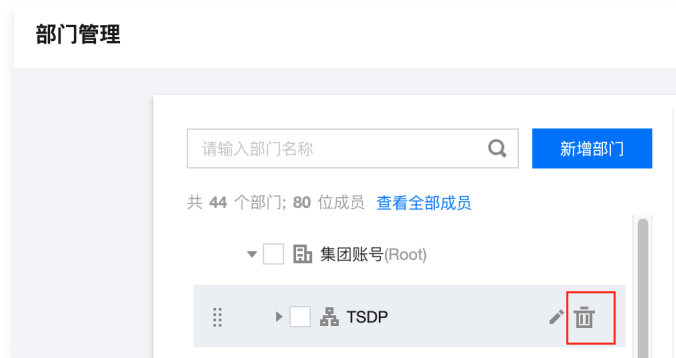 部门管理
请输入部门名称
新增部门
共 44 个部门; 80 位成员 查看全部成员
集团账号(Root)
TSDP